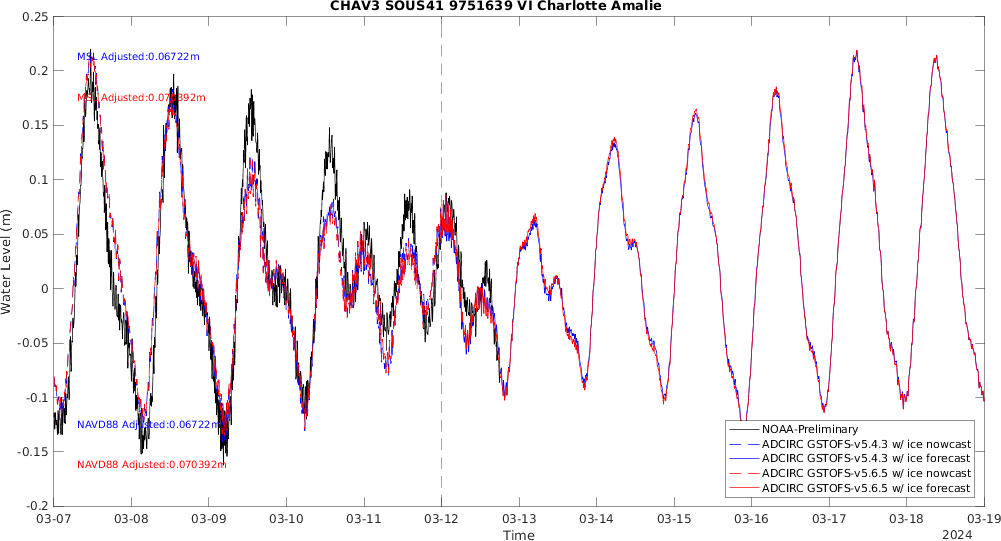 CHAV3 SOUS41 9751639 VI Charlotte Amalie
0.25
0.2
0.15
0.1
0.05
0
-0.05
-0.1
-0.15
-0.2
Water Level (m)
MSL Adjusted:0.06722m
MSL Adjusted:0.070392m
NAVD88 Adjusted:0.06722m
NAVD88 Adjusted:0.070392m
NOAA-Preliminary
ADCIRC GSTOFS-v5.4.3 w/ ice nowcast
ADCIRC GSTOFS-v5.4.3 w/ ice forecast
ADCIRC GSTOFS-v5.6.5 w/ ice nowcast
ADCIRC GSTOFS-v5.6.5 w/ ice forecast
03-07 03-08 03-09 03-10 03-11 03-12 03-13 03-14 03-15 03-16 03-17 03-18 03-19
Time
2024